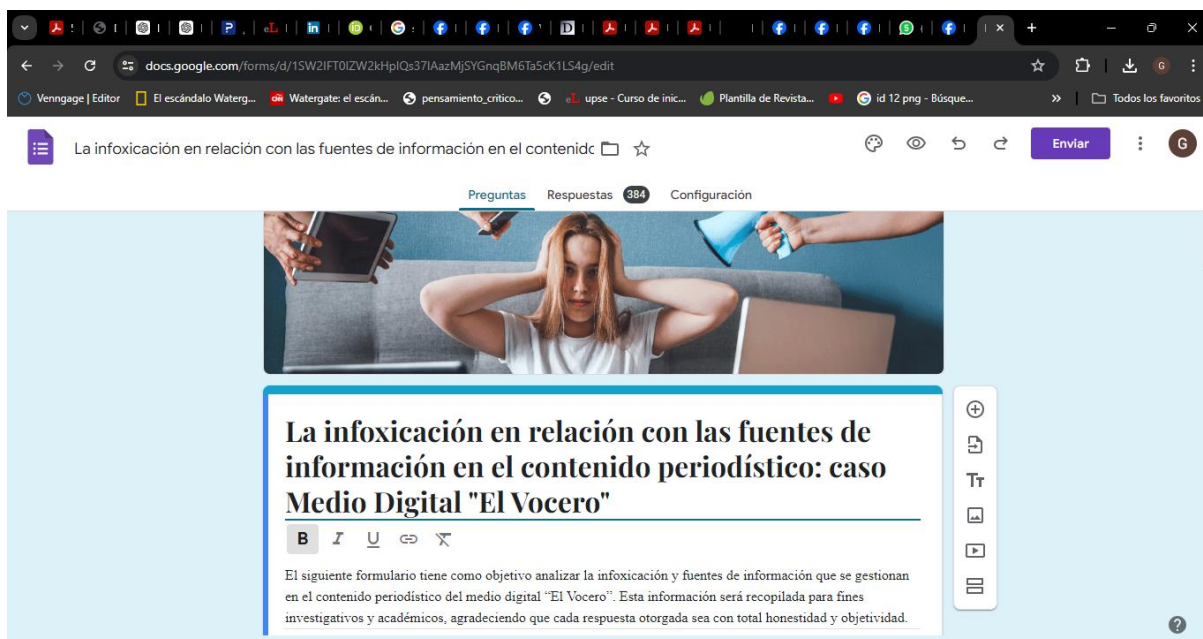 docs.google.com/forms/d/1SW2IFT0IZW2kHpIQs37IAazMjSYGnqBM6Ta5cK1LS4g/edit
G
Venngage | Editor
El escándalo Waterg...
Watergate: el escán...
pensamiento_critico...
upse - Curso de inic...
Plantilla de Revista...
id 12 png - Búsque...
»
Todos los favoritos
La infoxicación en relación con las fuentes de información en el contenido
Enviar
G
Preguntas
Respuestas 384
Configuración
La infoxicación en relación con las fuentes de
información en el contenido periodístico: caso
Medio Digital "El Vocero"
B I U
Tт
El siguiente formulario tiene como objetivo analizar la infoxicación y fuentes de información que se gestionan
en el contenido periodístico del medio digital “El Vocero”. Esta información será recopilada para fines
investigativos y académicos, agradeciendo que cada respuesta otorgada sea con total honestidad y objetividad.